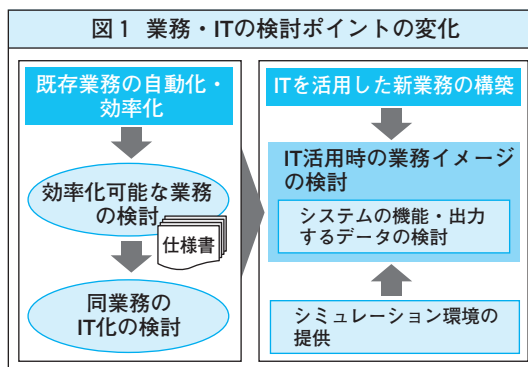 図1 業務・ITの検討ポイントの変化
既存業務の自動化・
効率化
効率化可能な業務
の検討
仕様書
同業務の
IT化の検討
ITを活用した新業務の構築
IT活用時の業務イメージ
の検討
システムの機能・出力
するデータの検討
シミュレーション環境の
提供